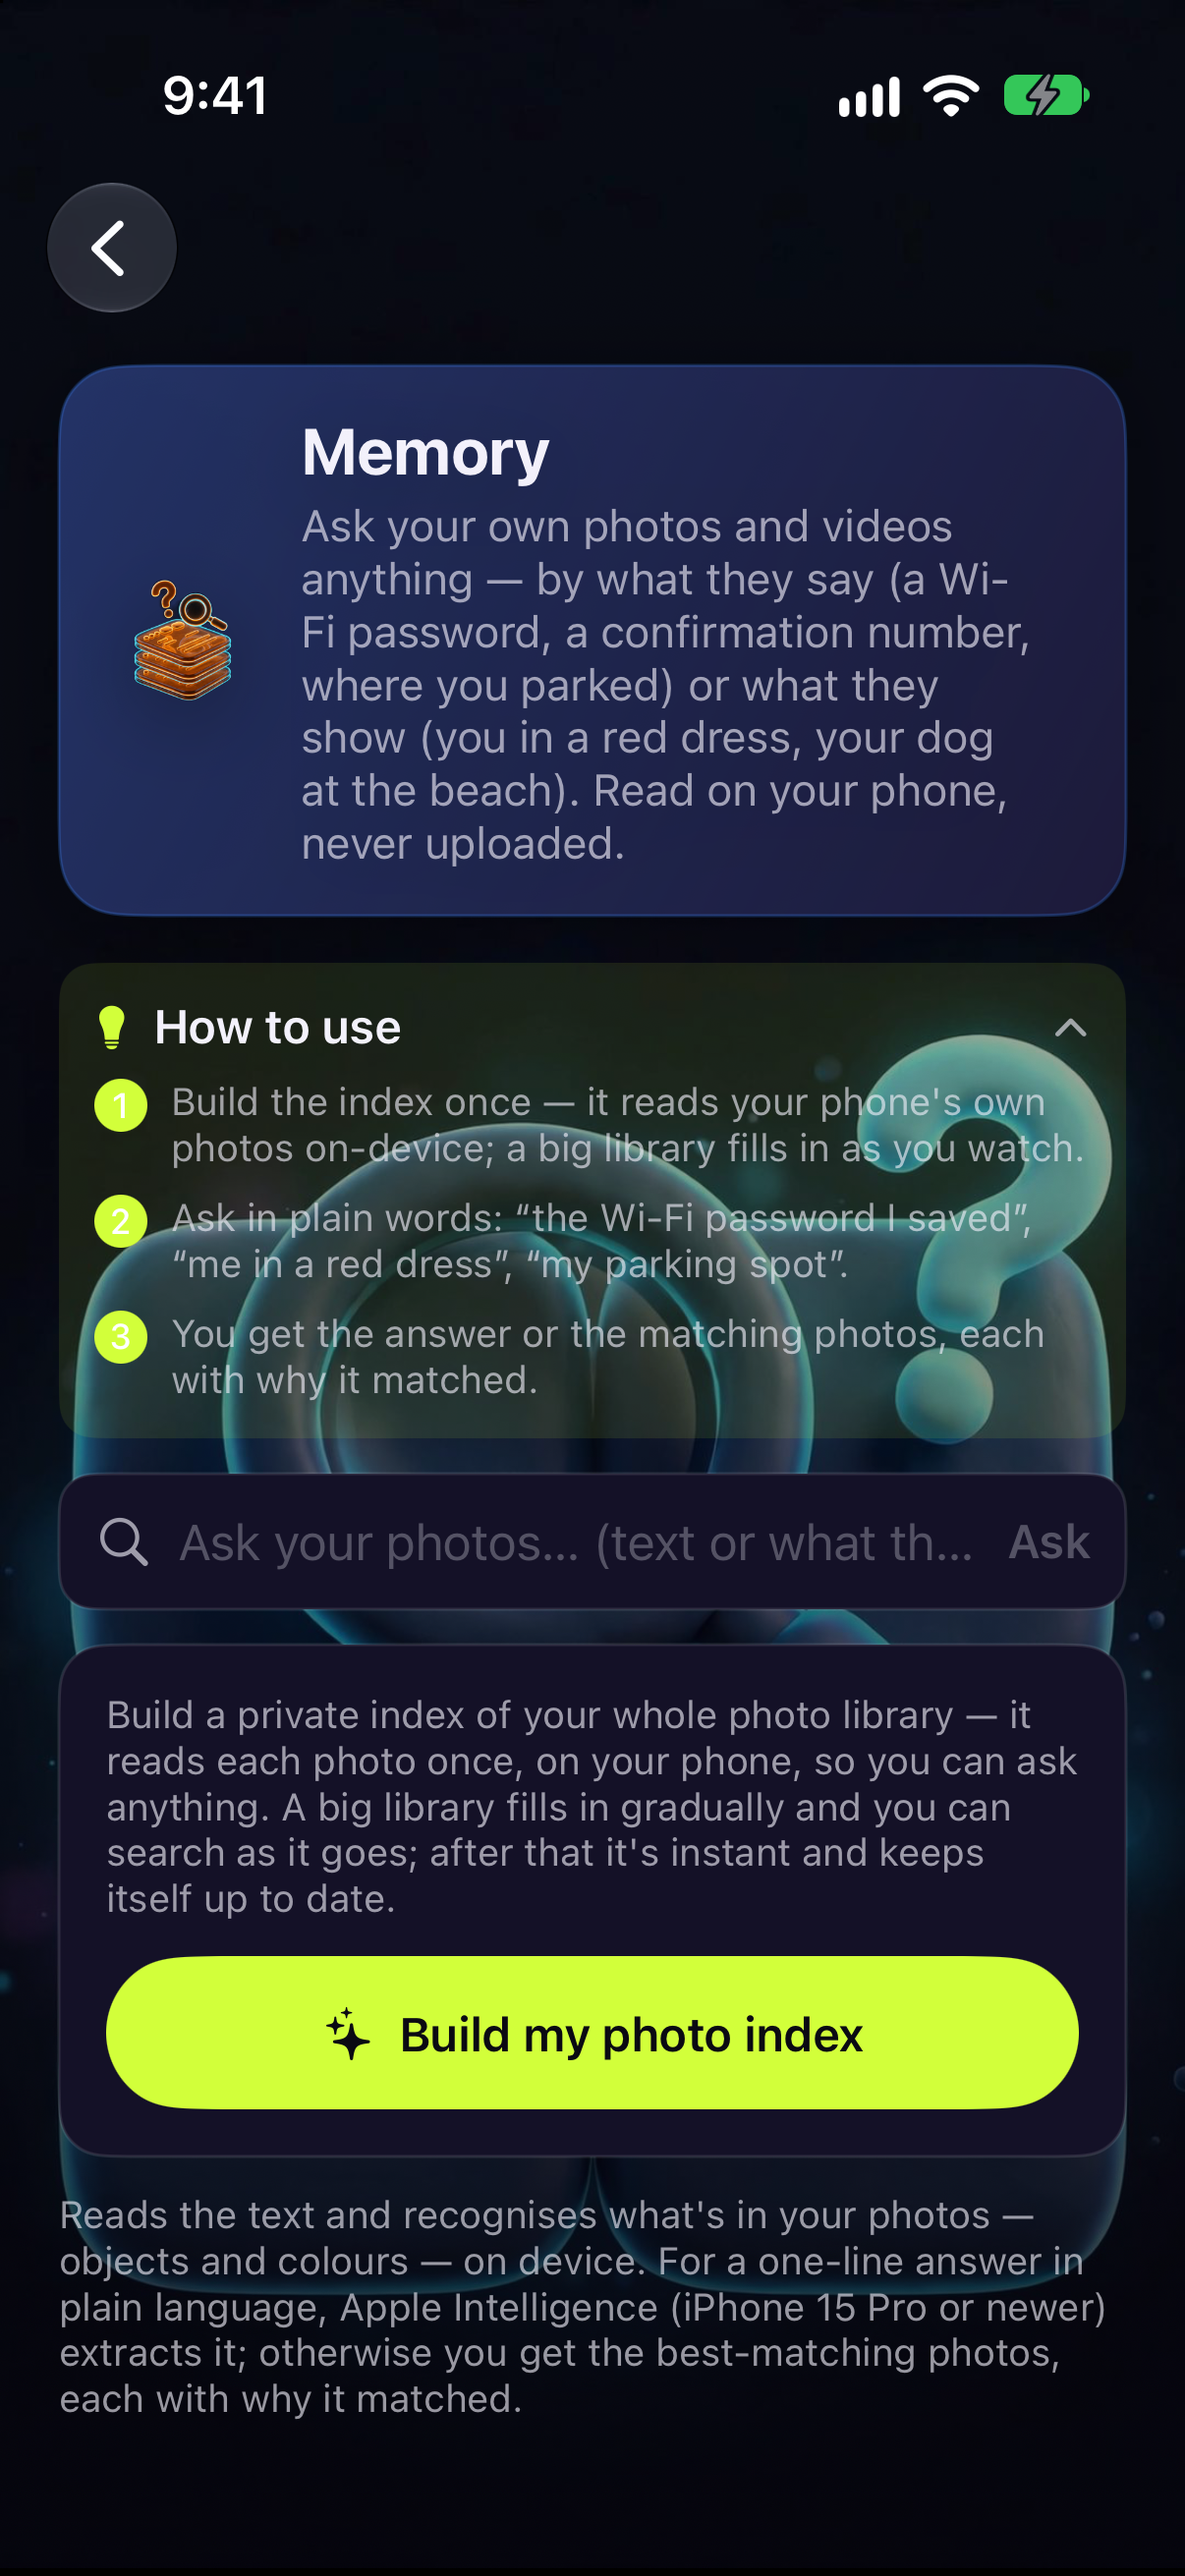 9:41
Memory
Ask your own photos and videos
anything — by what they say (a Wi-
Fi password, a confirmation number,
where you parked) or what they
show (you in a red dress, your dog
at the beach). Read on your phone,
never uploaded.
How to use
1 Build the index once — it reads your phone's own
photos on-device; a big library fills in as you watch.
2 Ask in plain words: “the Wi-Fi password I saved”,
“me in a red dress”, “my parking spot”.
3 You get the answer or the matching photos, each
with why it matched.
Ask your photos... (text or what th... Ask
Build a private index of your whole photo library — it
reads each photo once, on your phone, so you can ask
anything. A big library fills in gradually and you can
search as it goes; after that it's instant and keeps
itself up to date.
Build my photo index
Reads the text and recognises what's in your photos —
objects and colours — on device. For a one-line answer in
plain language, Apple Intelligence (iPhone 15 Pro or newer)
extracts it; otherwise you get the best-matching photos,
each with why it matched.